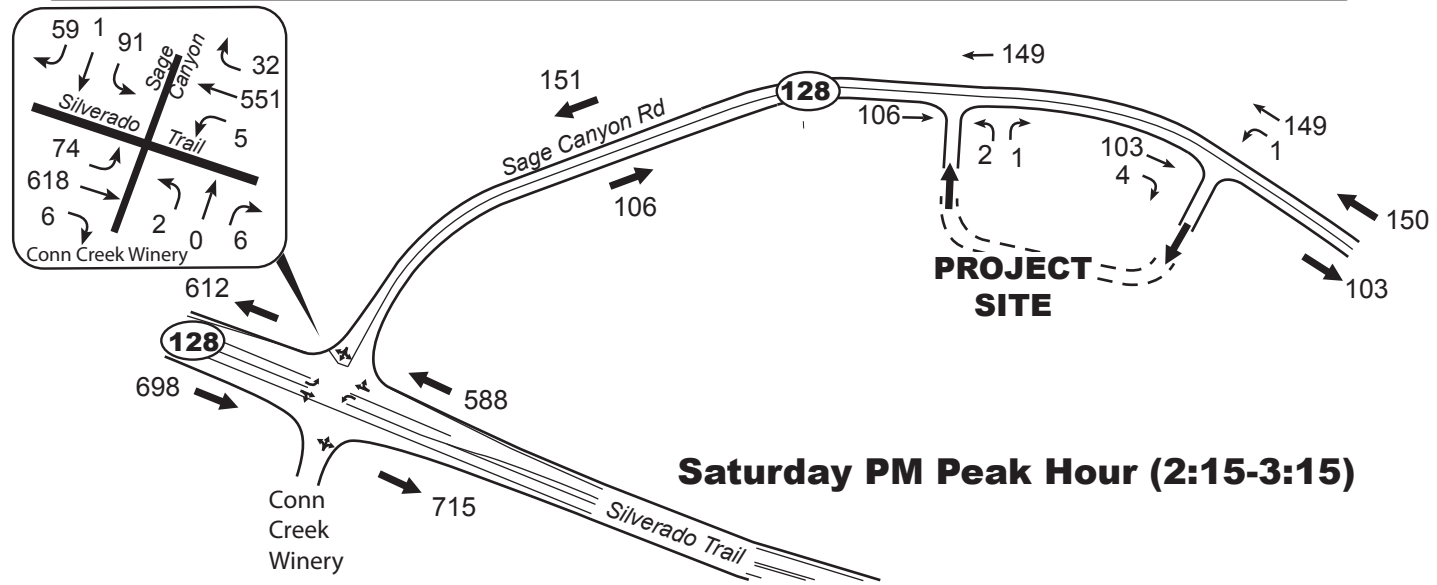 59
1
91
Sage
Canyon
32
551
5
Silverado
Trail
74
618
6
2
0
6
Conn Creek Winery
151
Sage Canyon Rd
106
128
149
106
2
1
103
4
149
1
150
103
PROJECT
SITE
612
128
698
588
715
Conn
Creek
Winery
Silverado Trail
Saturday PM Peak Hour (2:15-3:15)